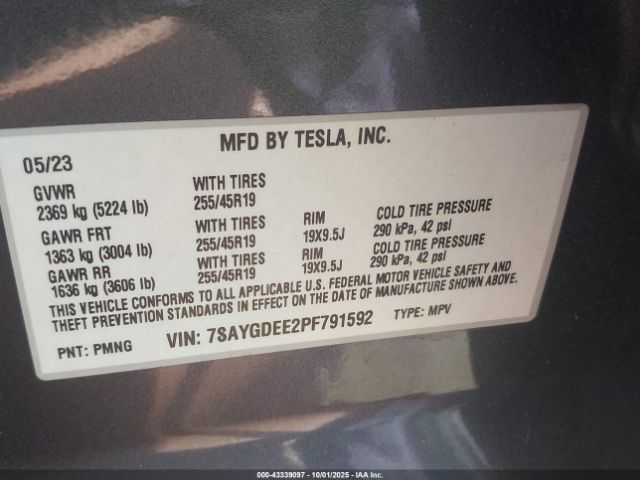 MFD BY TESLA, INC.
05/23
GVWR WITH TIRES
2369 kg (5224 lb) 255/45R19
GAWR FRT WITH TIRES RIM COLD TIRE PRESSURE
1363 kg (3004 lb) 255/45R19 19X9.5J 290 kPa, 42 psi
GAWR RR WITH TIRES RIM COLD TIRE PRESSURE
1636 kg (3606 lb) 255/45R19 19X9.5J 290 kPa, 42 psi
THIS VEHICLE CONFORMS TO ALL APPLICABLE U.S. FEDERAL MOTOR VEHICLE SAFETY AND
THEFT PREVENTION STANDARDS IN EFFECT ON THE DATE OF MANUFACTURE SHOWN ABOVE.
PNT: PMNG VIN: 7SAYGDEE2PF791592 TYPE: MPV
000-43339097 - 10/01/2025 - IAA Inc.